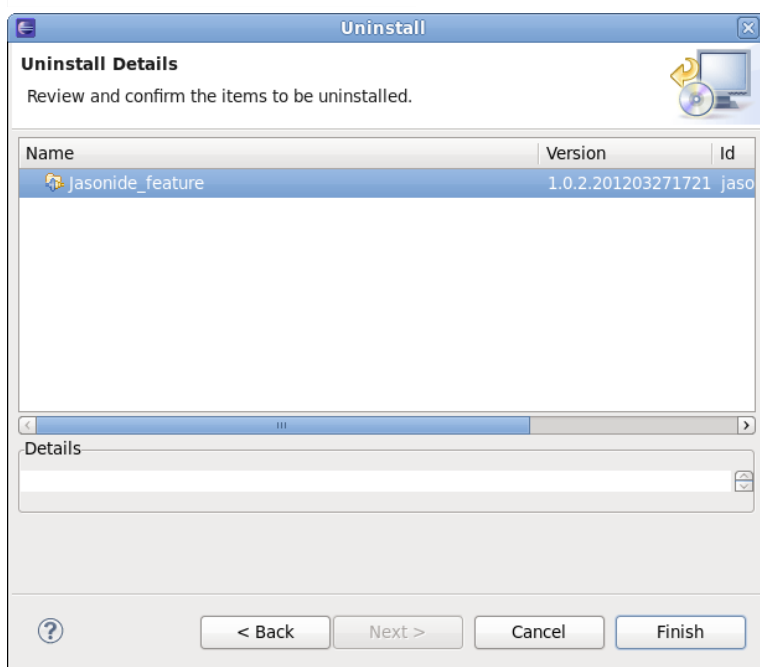 Uninstall
Uninstall Details
Review and confirm the items to be uninstalled.
Name Version Id
Jasonide_feature 1.0.2.201203271721 jaso
Details
< Back Next > Cancel Finish